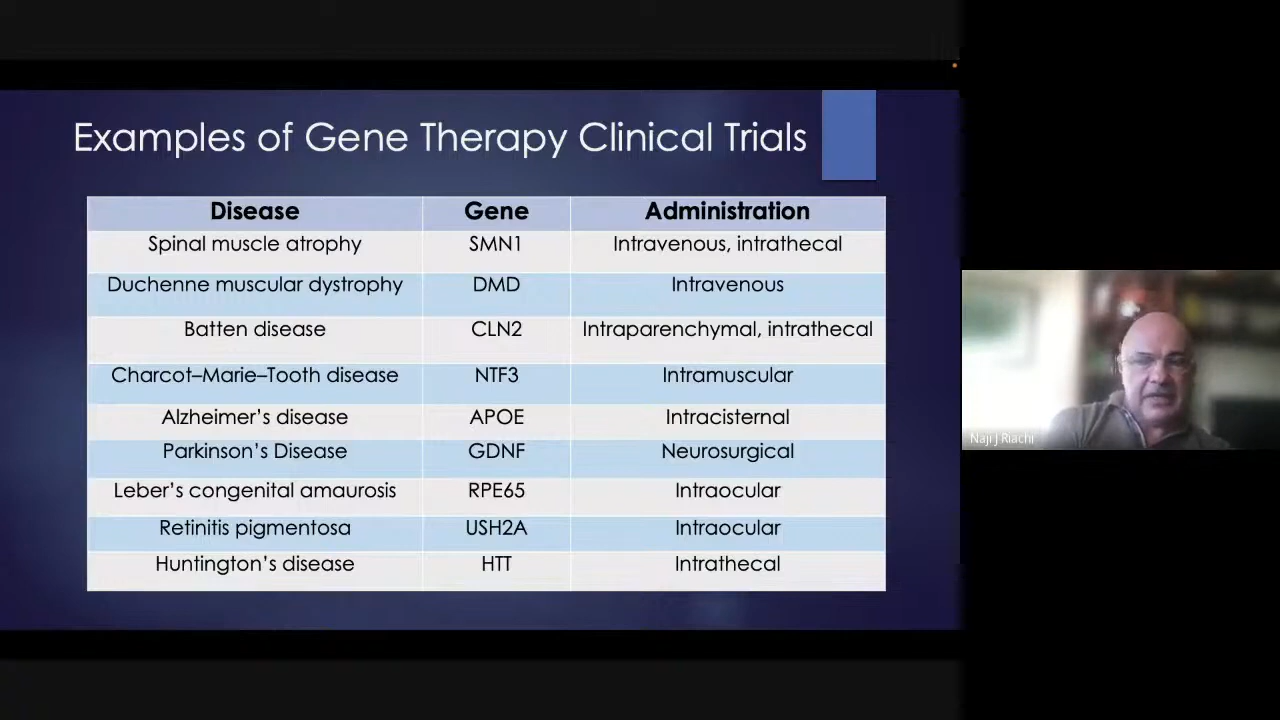 Examples of Gene Therapy Clinical Trials
Disease Gene Administration
Spinal muscle atrophy SMN1 Intravenous, intrathecal
Duchenne muscular dystrophy DMD Intravenous
Batten disease CLN2 Intraparenchymal, intrathecal
Charcot–Marie–Tooth disease NTF3 Intramuscular
Alzheimer’s disease APOE Intracisternal
Parkinson’s Disease GDNF Neurosurgical
Leber’s congenital amaurosis RPE65 Intraocular
Retinitis pigmentosa USH2A Intraocular
Huntington’s disease HTT Intrathecal
Naji J Riachi